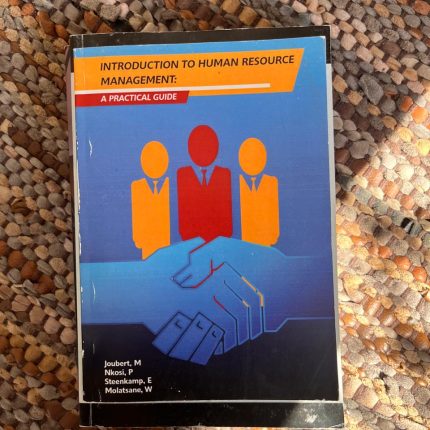 INTRODUCTION TO HUMAN RESOURCE
MANAGEMENT:
A PRACTICAL GUIDE
Joubert, M
Nkosi, P
Steenkamp, E
Molatsane, W